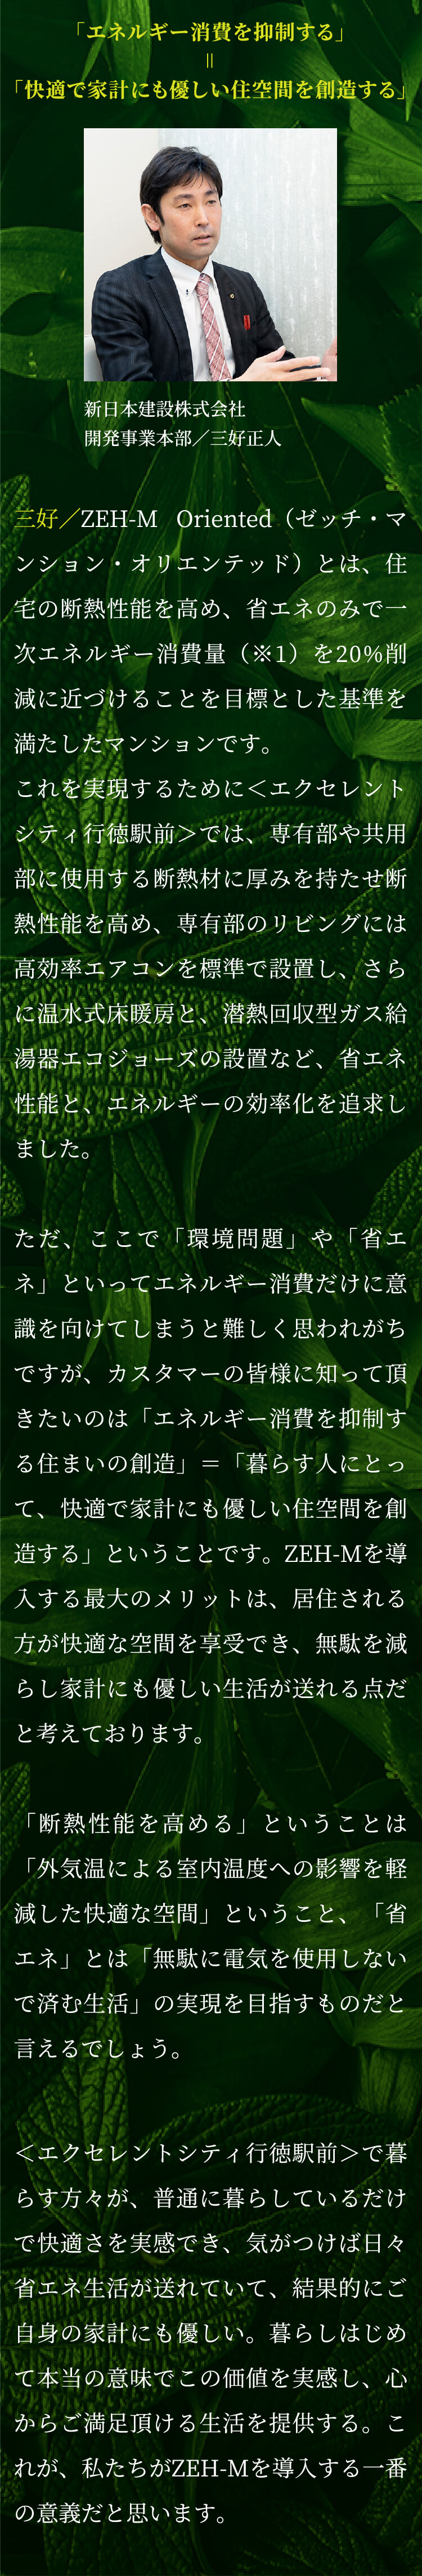 「エネルギー消費を抑制する」
＝
「快適で家計にも優しい住空間を創造する」
新日本建設株式会社
開発事業本部／三好正人
三好／ZEH-M　Oriented（ゼッチ・マ
ンション・オリエンテッド）とは、住
宅の断熱性能を高め、省エネのみで一
次エネルギー消費量（※1）を20％削
減に近づけることを目標とした基準を
満たしたマンションです。
これを実現するために＜エクセレント
シティ行徳駅前＞では、専有部や共用
部に使用する断熱材に厚みを持たせ断
熱性能を高め、専有部のリビングには
高効率エアコンを標準で設置し、さら
に温水式床暖房と、潜熱回収型ガス給
湯器エコジョーズの設置など、省エネ
性能と、エネルギーの効率化を追求し
ました。
ただ、ここで「環境問題」や「省エ
ネ」といってエネルギー消費だけに意
識を向けてしまうと難しく思われがち
ですが、カスタマーの皆様に知って頂
きたいのは「エネルギー消費を抑制す
る住まいの創造」＝「暮らす人にとっ
て、快適で家計にも優しい住空間を創
造する」ということです。ZEH-Mを導
入する最大のメリットは、居住される
方が快適な空間を享受でき、無駄を減
らし家計にも優しい生活が送れる点だ
と考えております。
「断熱性能を高める」ということは
「外気温による室内温度への影響を軽
減した快適な空間」ということ、「省
エネ」とは「無駄に電気を使用しない
で済む生活」の実現を目指すものだと
言えるでしょう。
＜エクセレントシティ行徳駅前＞で暮
らす方々が、普通に暮らしているだけ
で快適さを実感でき、気がつけば日々
省エネ生活が送れていて、結果的にご
自身の家計にも優しい。暮らしはじめ
て本当の意味でこの価値を実感し、心
からご満足頂ける生活を提供する。こ
れが、私たちがZEH-Mを導入する一番
の意義だと思います。